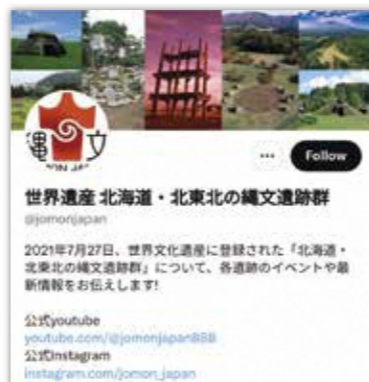 縄 文
JOMON JAPAN
... Follow
世界遺産 北海道・北東北の縄文遺跡群
@jomonjapan
2021年7月27日、世界文化遺産に登録された「北海道・
北東北の縄文遺跡群」について、各遺跡のイベントや最
新情報をお伝えします!
公式youtube
youtube.com/@jomonjapan888
公式Instagram
instagram.com/jomon_japan